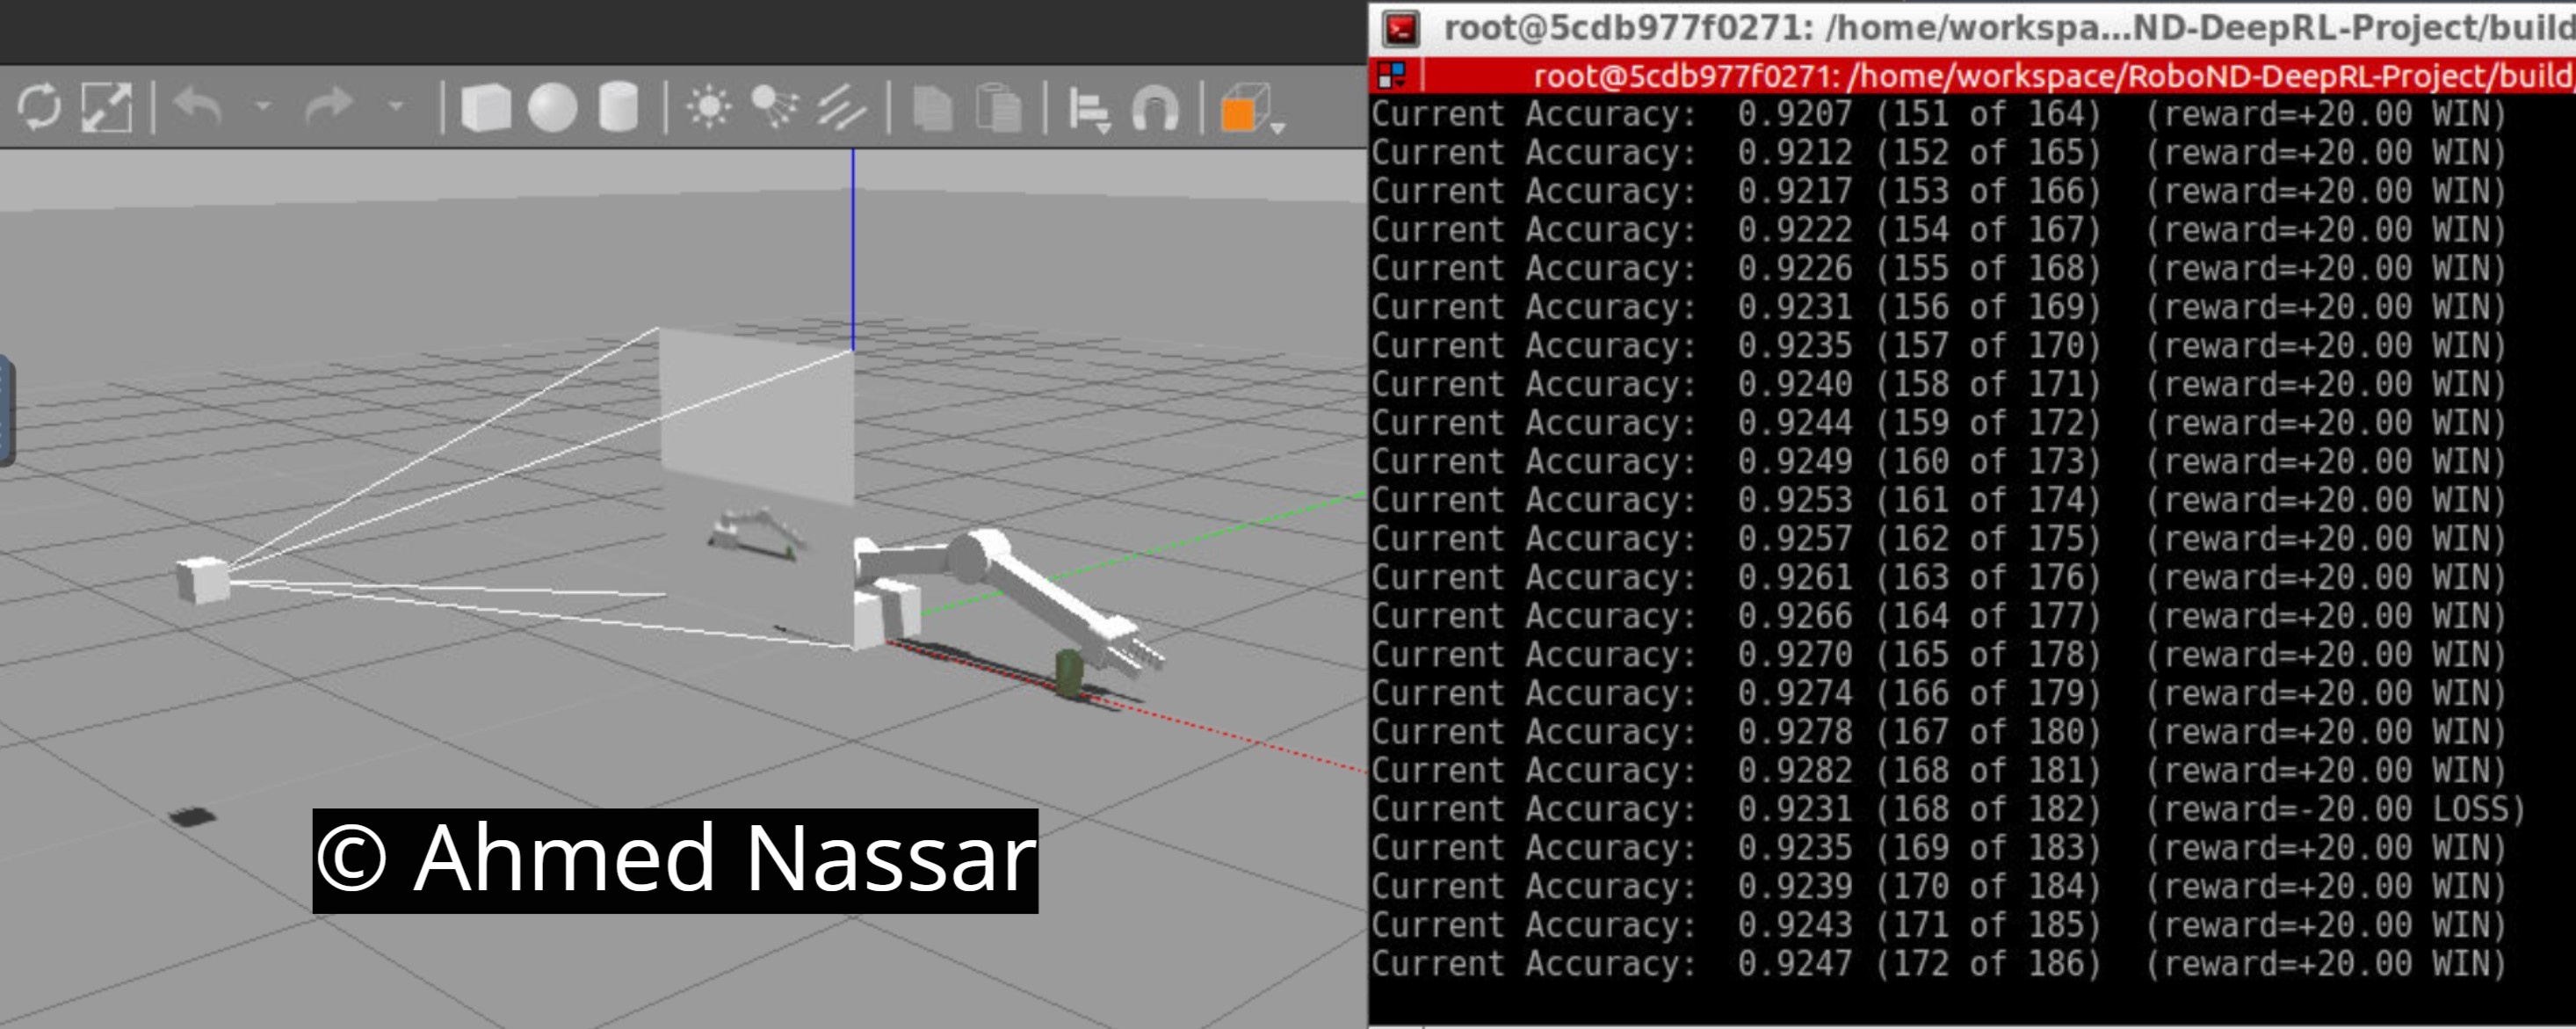 root@5cdb977f0271: /home/workspa...ND-DeepRL-Project/build
root@5cdb977f0271: /home/workspace/RoboND-DeepRL-Project/build/
Current Accuracy:  0.9207 (151 of 164)  (reward=+20.00 WIN)
Current Accuracy:  0.9212 (152 of 165)  (reward=+20.00 WIN)
Current Accuracy:  0.9217 (153 of 166)  (reward=+20.00 WIN)
Current Accuracy:  0.9222 (154 of 167)  (reward=+20.00 WIN)
Current Accuracy:  0.9226 (155 of 168)  (reward=+20.00 WIN)
Current Accuracy:  0.9231 (156 of 169)  (reward=+20.00 WIN)
Current Accuracy:  0.9235 (157 of 170)  (reward=+20.00 WIN)
Current Accuracy:  0.9240 (158 of 171)  (reward=+20.00 WIN)
Current Accuracy:  0.9244 (159 of 172)  (reward=+20.00 WIN)
Current Accuracy:  0.9249 (160 of 173)  (reward=+20.00 WIN)
Current Accuracy:  0.9253 (161 of 174)  (reward=+20.00 WIN)
Current Accuracy:  0.9257 (162 of 175)  (reward=+20.00 WIN)
Current Accuracy:  0.9261 (163 of 176)  (reward=+20.00 WIN)
Current Accuracy:  0.9266 (164 of 177)  (reward=+20.00 WIN)
Current Accuracy:  0.9270 (165 of 178)  (reward=+20.00 WIN)
Current Accuracy:  0.9274 (166 of 179)  (reward=+20.00 WIN)
Current Accuracy:  0.9278 (167 of 180)  (reward=+20.00 WIN)
Current Accuracy:  0.9282 (168 of 181)  (reward=+20.00 WIN)
Current Accuracy:  0.9231 (168 of 182)  (reward=-20.00 LOSS)
Current Accuracy:  0.9235 (169 of 183)  (reward=+20.00 WIN)
Current Accuracy:  0.9239 (170 of 184)  (reward=+20.00 WIN)
Current Accuracy:  0.9243 (171 of 185)  (reward=+20.00 WIN)
Current Accuracy:  0.9247 (172 of 186)  (reward=+20.00 WIN)
© Ahmed Nassar